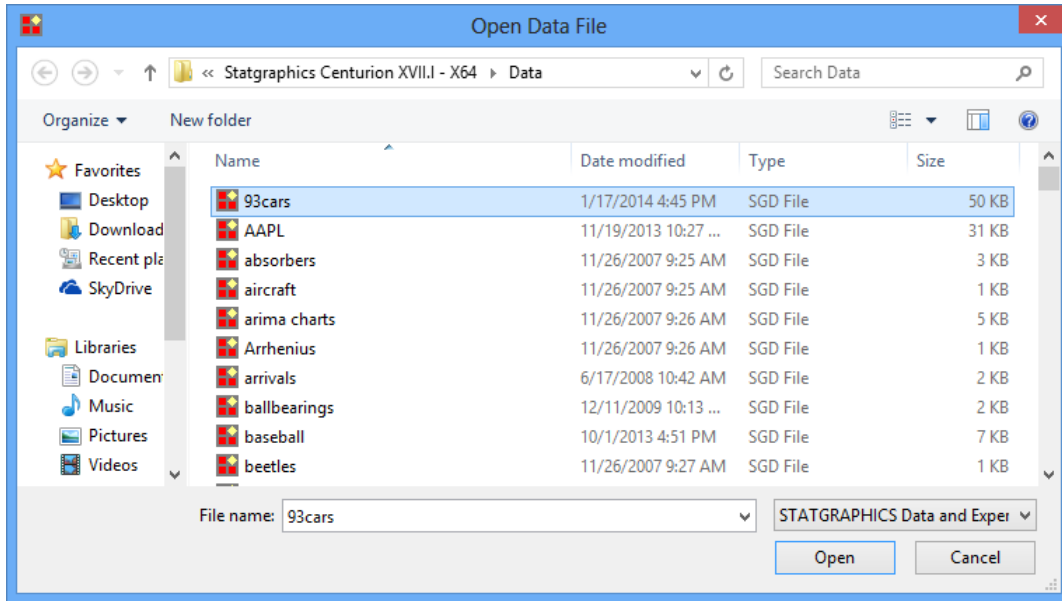 Open Data File
« Statgraphics Centurion XVII.I - X64 Data
Search Data
Organize New folder
Favorites
Desktop
Download
Recent pla
SkyDrive
Libraries
Documen
Music
Pictures
Videos
Name Date modified Type Size
93cars 1/17/2014 4:45 PM SGD File 50 KB
AAPL 11/19/2013 10:27 ... SGD File 31 KB
absorbers 11/26/2007 9:25 AM SGD File 3 KB
aircraft 11/26/2007 9:25 AM SGD File 1 KB
arima charts 11/26/2007 9:26 AM SGD File 5 KB
Arrhenius 11/26/2007 9:26 AM SGD File 1 KB
arrivals 6/17/2008 10:42 AM SGD File 2 KB
ballbearings 12/11/2009 10:13 ... SGD File 2 KB
baseball 10/1/2013 4:51 PM SGD File 7 KB
beetles 11/26/2007 9:27 AM SGD File 1 KB
File name: 93cars
STATGRAPHICS Data and Exper
Open Cancel